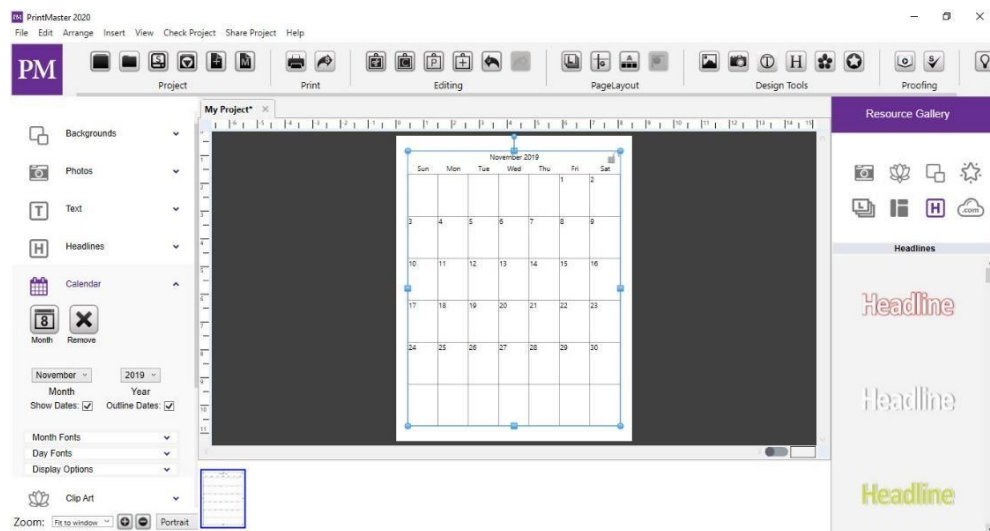 PM PrintMaster 2020
File Edit Arrange Insert View Check Project Share Project Help
PM
Project Print Editing PageLayout Design Tools Proofing
My Project*
Resource Gallery
Backgrounds
Photos
Text
Headlines
Calendar
8
Month Remove
November 2019
Month Year
Show Dates: Outline Dates:
Month Fonts
Day Fonts
Display Options
Clip Art
Zoom: Fit to window Portrait
November 2019
Sun Mon Tue Wed Thu Fri Sat
1 2
3 4 5 6 7 8 9
10 11 12 13 14 15 16
17 18 19 20 21 22 23
24 25 26 27 28 29 30
.com
Headlines
Headline
Headline
Headline